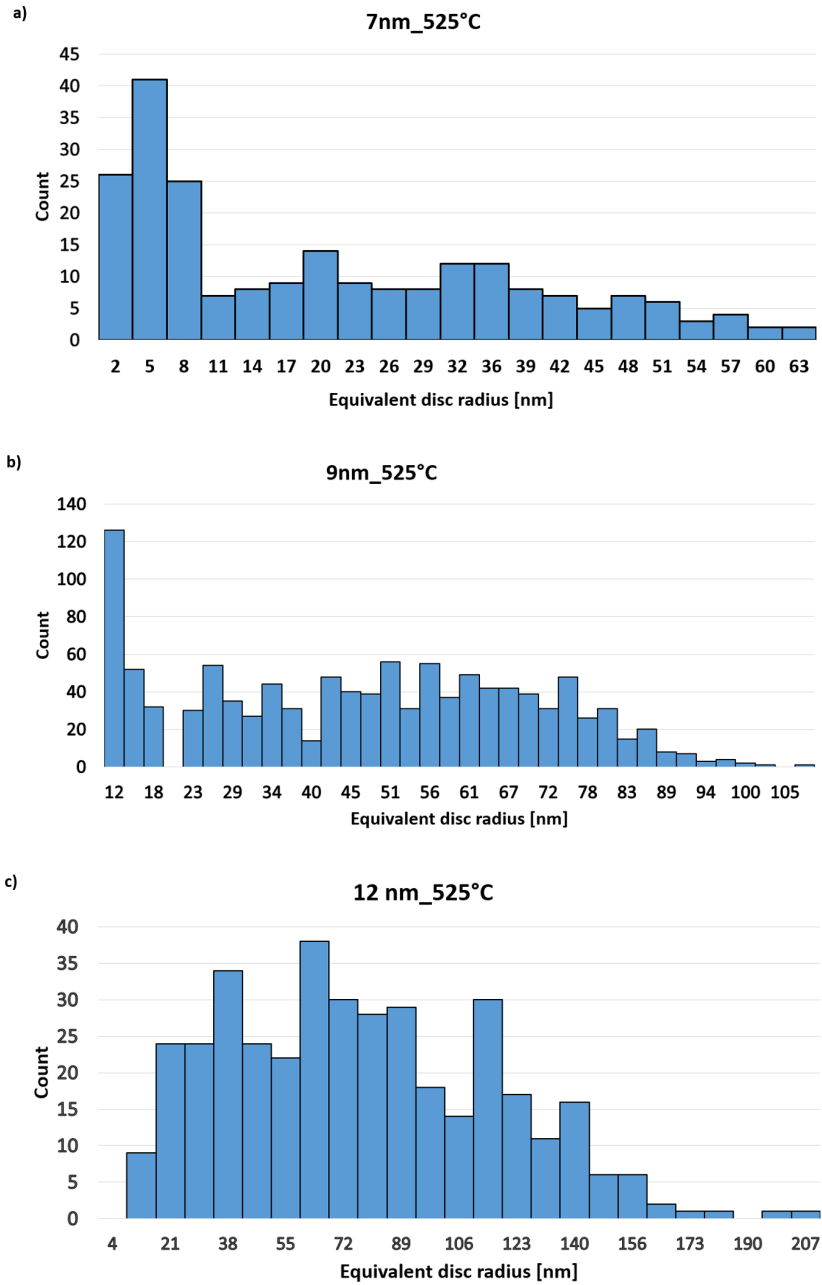 a)
7nm_525°C
45
40
35
30
25
20
15
10
5
0
Count
2 5 8 11 14 17 20 23 26 29 32 36 39 42 45 48 51 54 57 60 63
Equivalent disc radius [nm]
b)
9nm_525°C
140
120
100
80
60
40
20
0
Count
12 18 23 29 34 40 45 51 56 61 67 72 78 83 89 94 100 105
Equivalent disc radius [nm]
c)
12 nm_525°C
40
35
30
25
20
15
10
5
0
Count
4 21 38 55 72 89 106 123 140 156 173 190 207
Equivalent disc radius [nm]